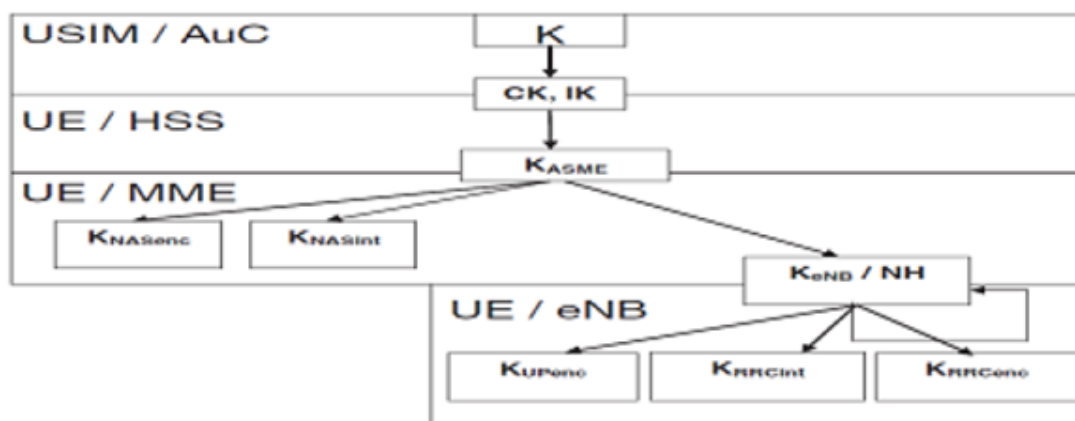 USIM / AuC
K
CK, IK
UE / HSS
KASME
UE / MME
KNASenc
KNASint
KeNB / NH
UE / eNB
KUPenc
KRRCint
KRRCenc